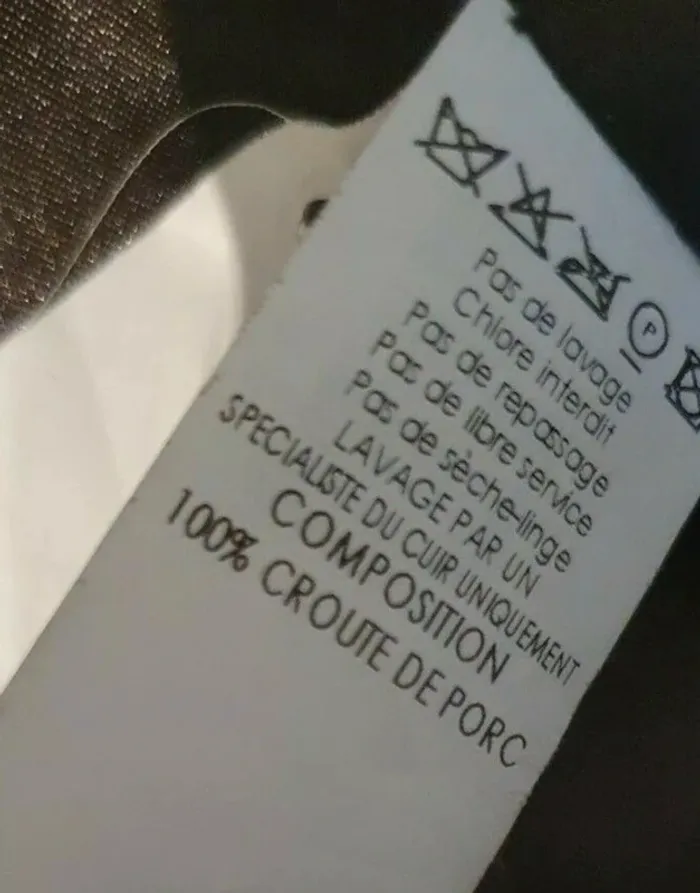 P
Pas de lavage
Chlore interdit
Pas de repassage
Pas de libre service
Pas de sèche-linge
LAVAGE PAR UN
SPECIALISTE DU CUIR UNIQUEMENT
COMPOSITION
100% CROUTE DE PORC